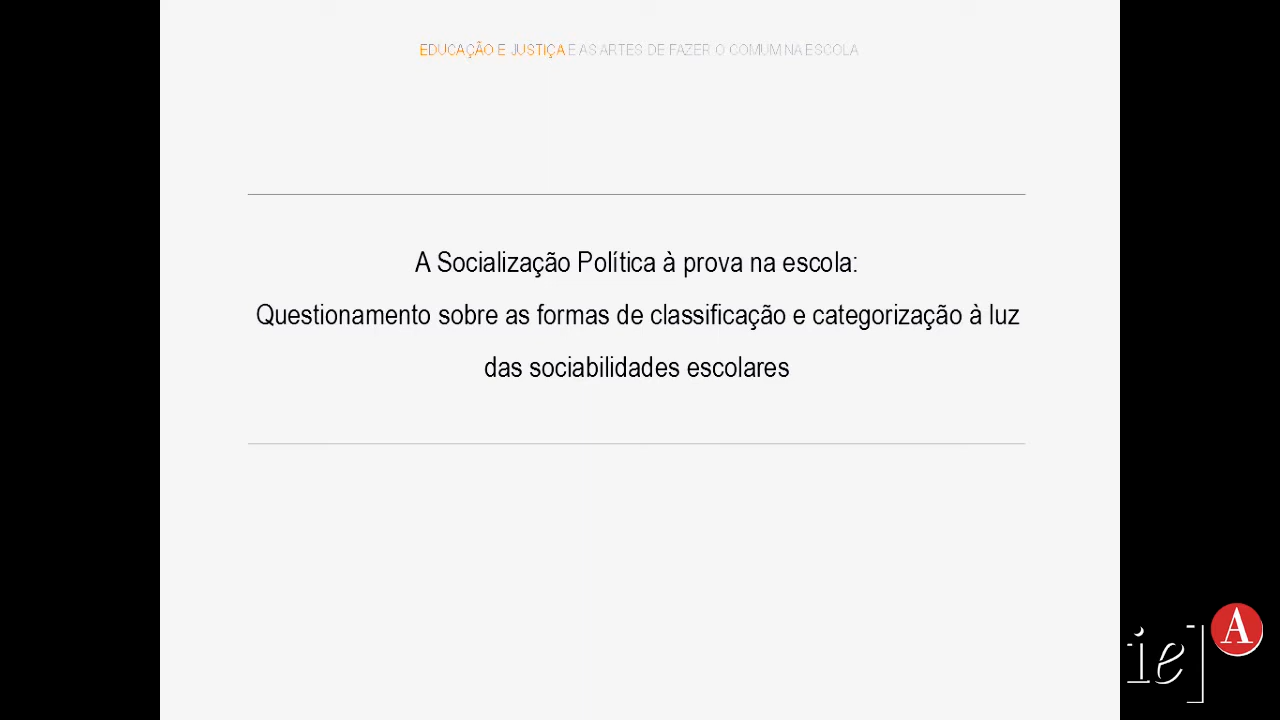 EDUCAÇÃO E JUSTIÇA E AS ARTES DE FAZER O COMUM NA ESCOLA
A Socialização Política à prova na escola:
Questionamento sobre as formas de classificação e categorização à luz
das sociabilidades escolares
ie]A